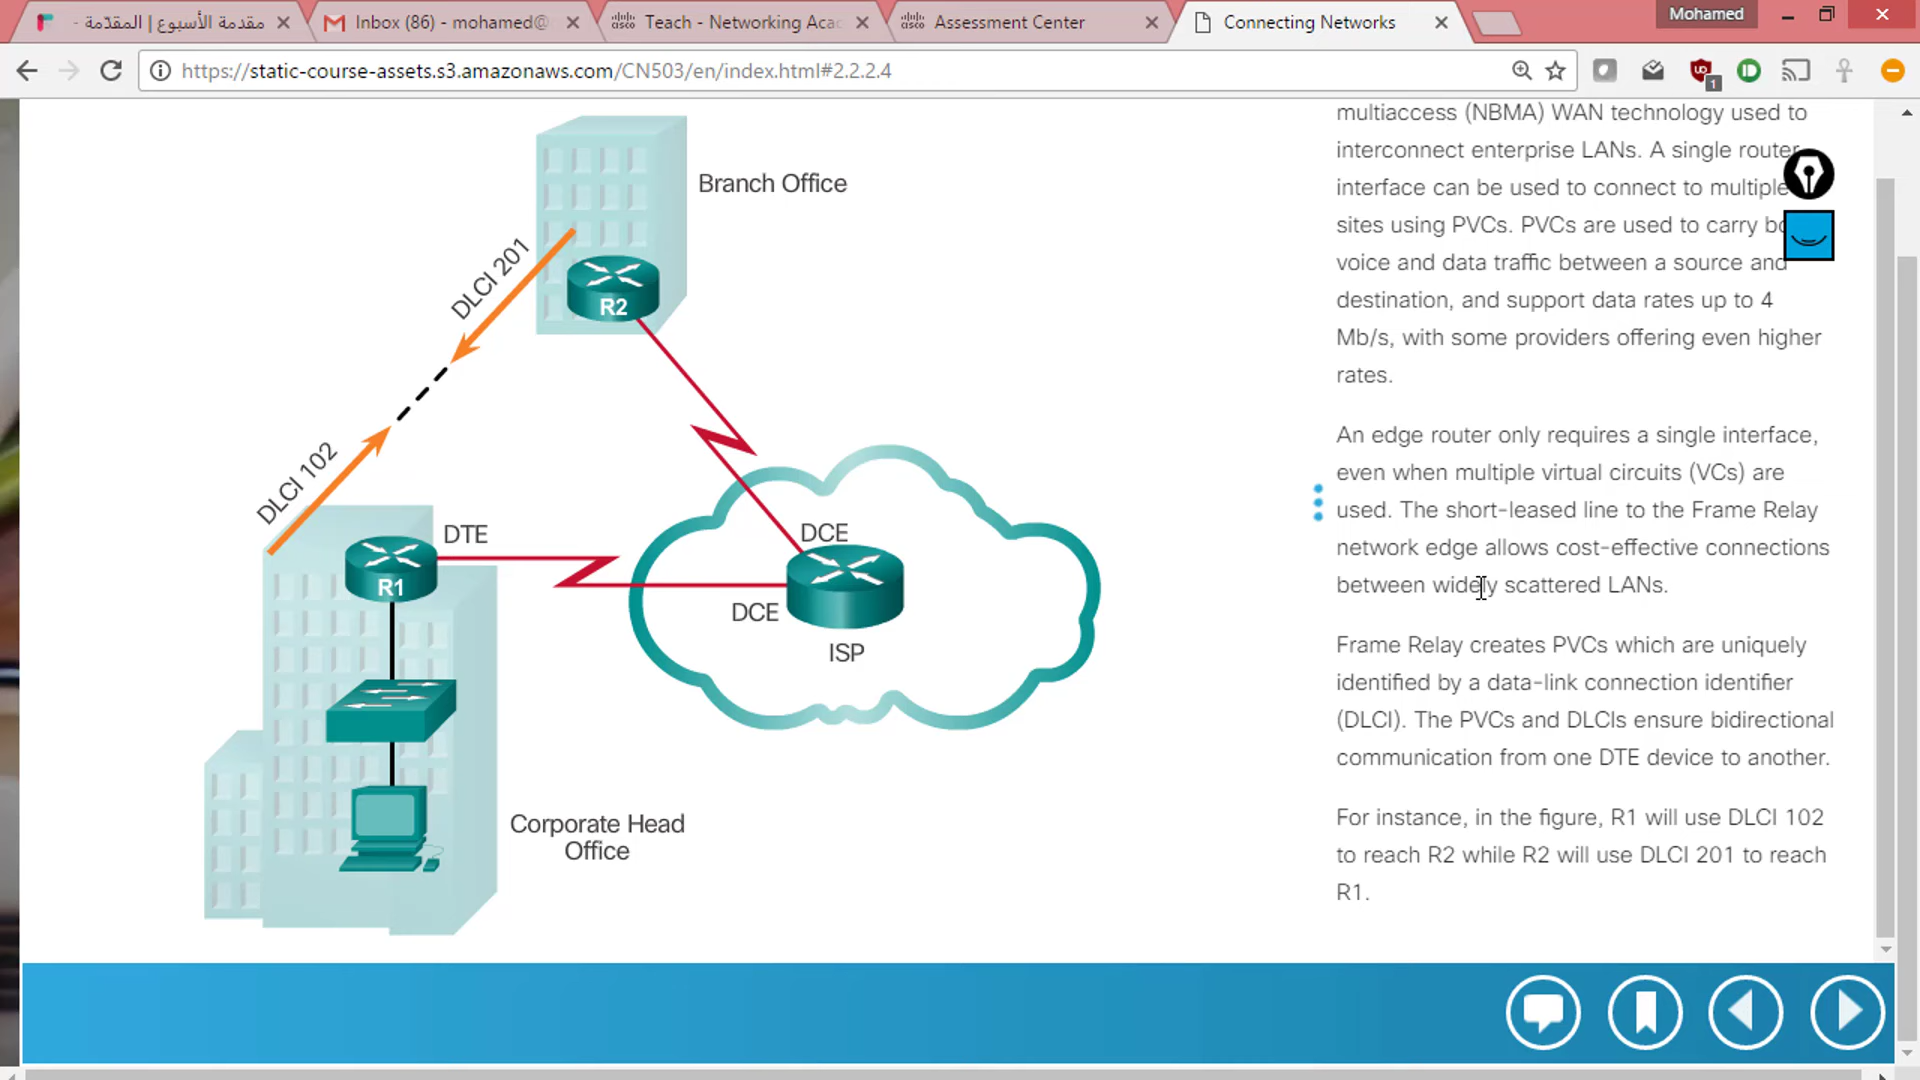 مقدمة الأسبوع | المقدّمة -
Inbox (86) - mohamed@
Teach - Networking Aca
Assessment Center
Connecting Networks
Mohamed
https://static-course-assets.s3.amazonaws.com/CN503/en/index.html#2.2.2.4
1
Branch Office
DLCI 201
R2
DLCI 102
DTE
R1
DCE
DCE
ISP
Corporate Head
Office
multiaccess (NBMA) WAN technology used to
interconnect enterprise LANs. A single router
interface can be used to connect to multiple
sites using PVCs. PVCs are used to carry bo
voice and data traffic between a source and
destination, and support data rates up to 4
Mb/s, with some providers offering even higher
rates.
An edge router only requires a single interface,
even when multiple virtual circuits (VCs) are
used. The short-leased line to the Frame Relay
network edge allows cost-effective connections
between widely scattered LANs.
Frame Relay creates PVCs which are uniquely
identified by a data-link connection identifier
(DLCI). The PVCs and DLCIs ensure bidirectional
communication from one DTE device to another.
For instance, in the figure, R1 will use DLCI 102
to reach R2 while R2 will use DLCI 201 to reach
R1.